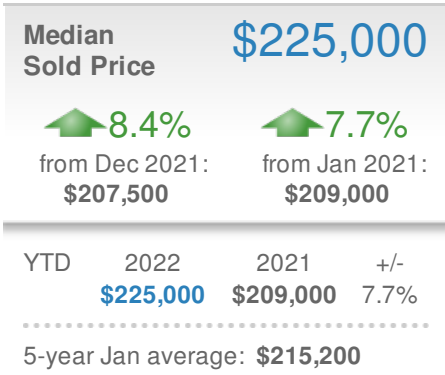 Median
Sold Price
$225,000
8.4%
from Dec 2021:
$207,500
7.7%
from Jan 2021:
$209,000
YTD 2022 2021 +/-
$225,000 $209,000 7.7%
5-year Jan average: $215,200